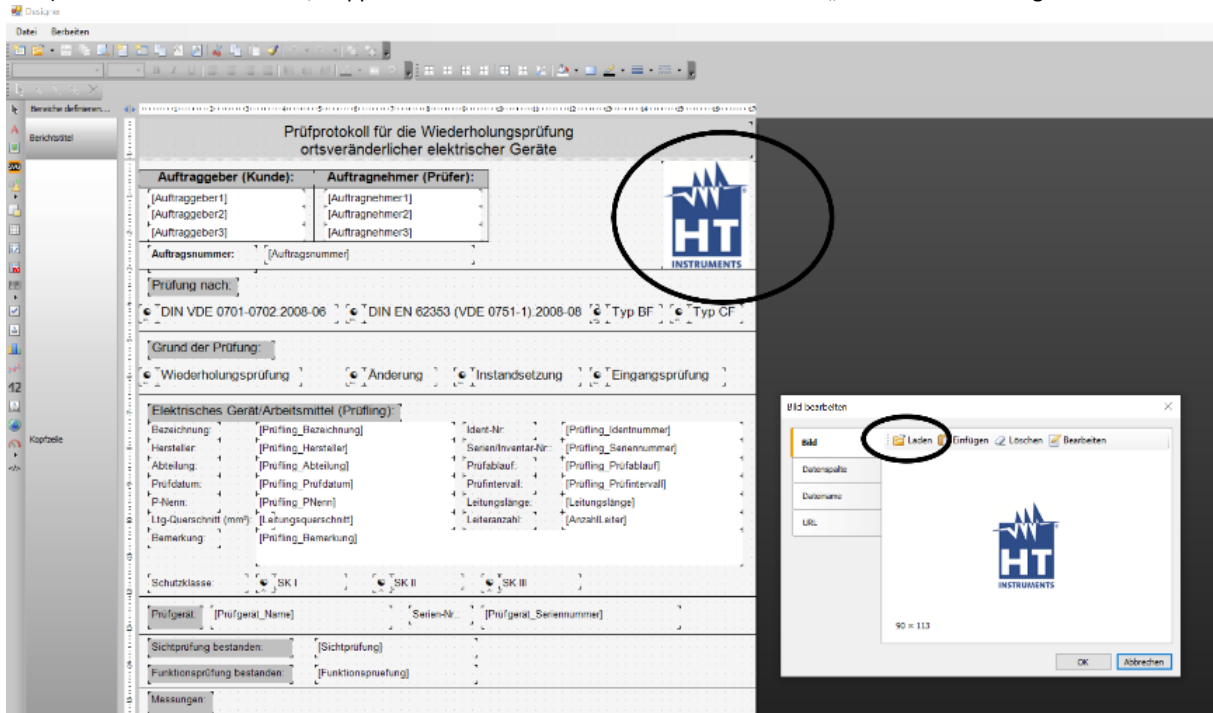 Designer
Datei Bearbeiten
Bereiche definieren...
Berichtstitel
Prüfprotokoll für die Wiederholungsprüfung
ortsveränderlicher elektrischer Geräte
Auftraggeber (Kunde): Auftragnehmer (Prüfer):
[Auftraggeber1] [Auftragnehmer1]
[Auftraggeber2] [Auftragnehmer2]
[Auftraggeber3] [Auftragnehmer3]
Auftragsnummer: [Auftragsnummer]
HT
INSTRUMENTS
Prüfung nach:
DIN VDE 0701-0702:2008-06 DIN EN 62353 (VDE 0751-1):2008-08 Typ BF Typ CF
Grund der Prüfung:
Wiederholungsprüfung Änderung Instandsetzung Eingangsprüfung
Kopfzeile
Elektrisches Gerät/Arbeitsmittel (Prüfling):
Bezeichnung: [Prüfling_Bezeichnung] Ident-Nr: [Prüfling_Identnummer]
Hersteller: [Prüfling_Hersteller] Serien/Inventar-Nr.: [Prüfling_Seriennummer]
Abteilung: [Prüfling_Abteilung] Prüfablauf: [Prüfling_Prüfablauf]
Prüfdatum: [Prüfling_Prüfdatum] Prüfintervall: [Prüfling_Prüfintervall]
P-Nenn: [Prüfling_PNenn] Leitungslänge: [Leitungslänge]
Ltg-Querschnitt (mm²): [Leitungsquerschnitt] Leiteranzahl: [AnzahlLeiter]
Bemerkung: [Prüfling_Bemerkung]
Schutzklasse: SK I SK II SK III
Prüfgerät: [Prüfgerät_Name] Serien-Nr.: [Prüfgerät_Seriennummer]
Sichtprüfung bestanden: [Sichtprüfung]
Funktionsprüfung bestanden: [Funktionspruefung]
Messungen:
Bild bearbeiten
Bild
Datenspalte
Dateiname
URL
Laden Einfügen Löschen Bearbeiten
HT
INSTRUMENTS
90 × 113
OK Abbrechen